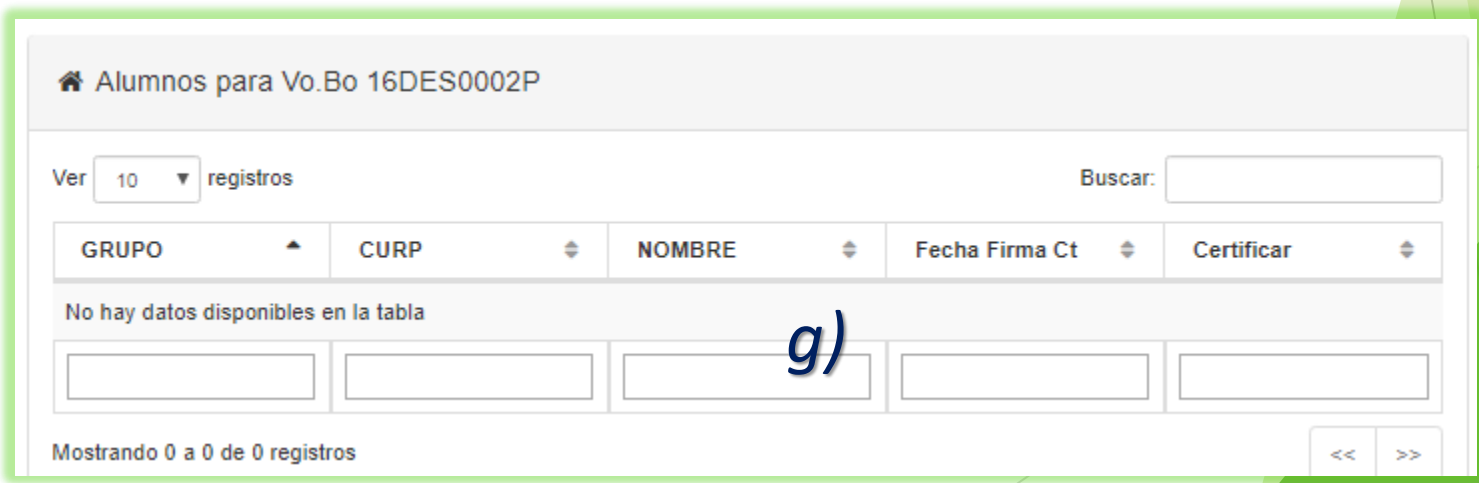 Alumnos para Vo.Bo 16DES0002P
Ver 10 registros Buscar:
GRUPO CURP NOMBRE Fecha Firma Ct Certificar
No hay datos disponibles en la tabla
g)
Mostrando 0 a 0 de 0 registros << >>